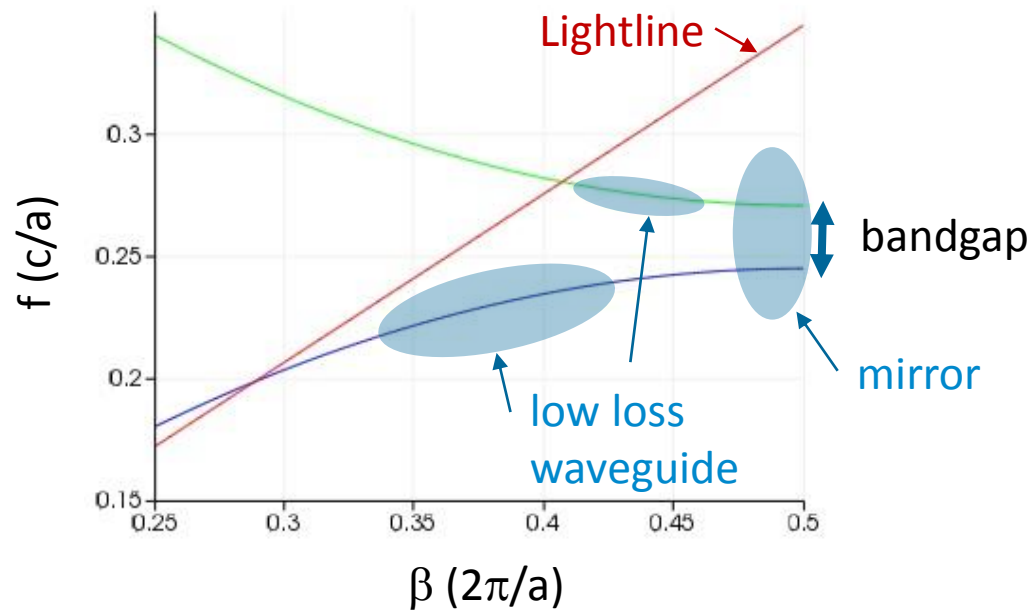 Lightline
0.3
f (c/a)
0.25
bandgap
0.2
mirror
low loss
waveguide
0.15
0.25
0.3
0.35
0.4
0.45
0.5
β (2π/a)